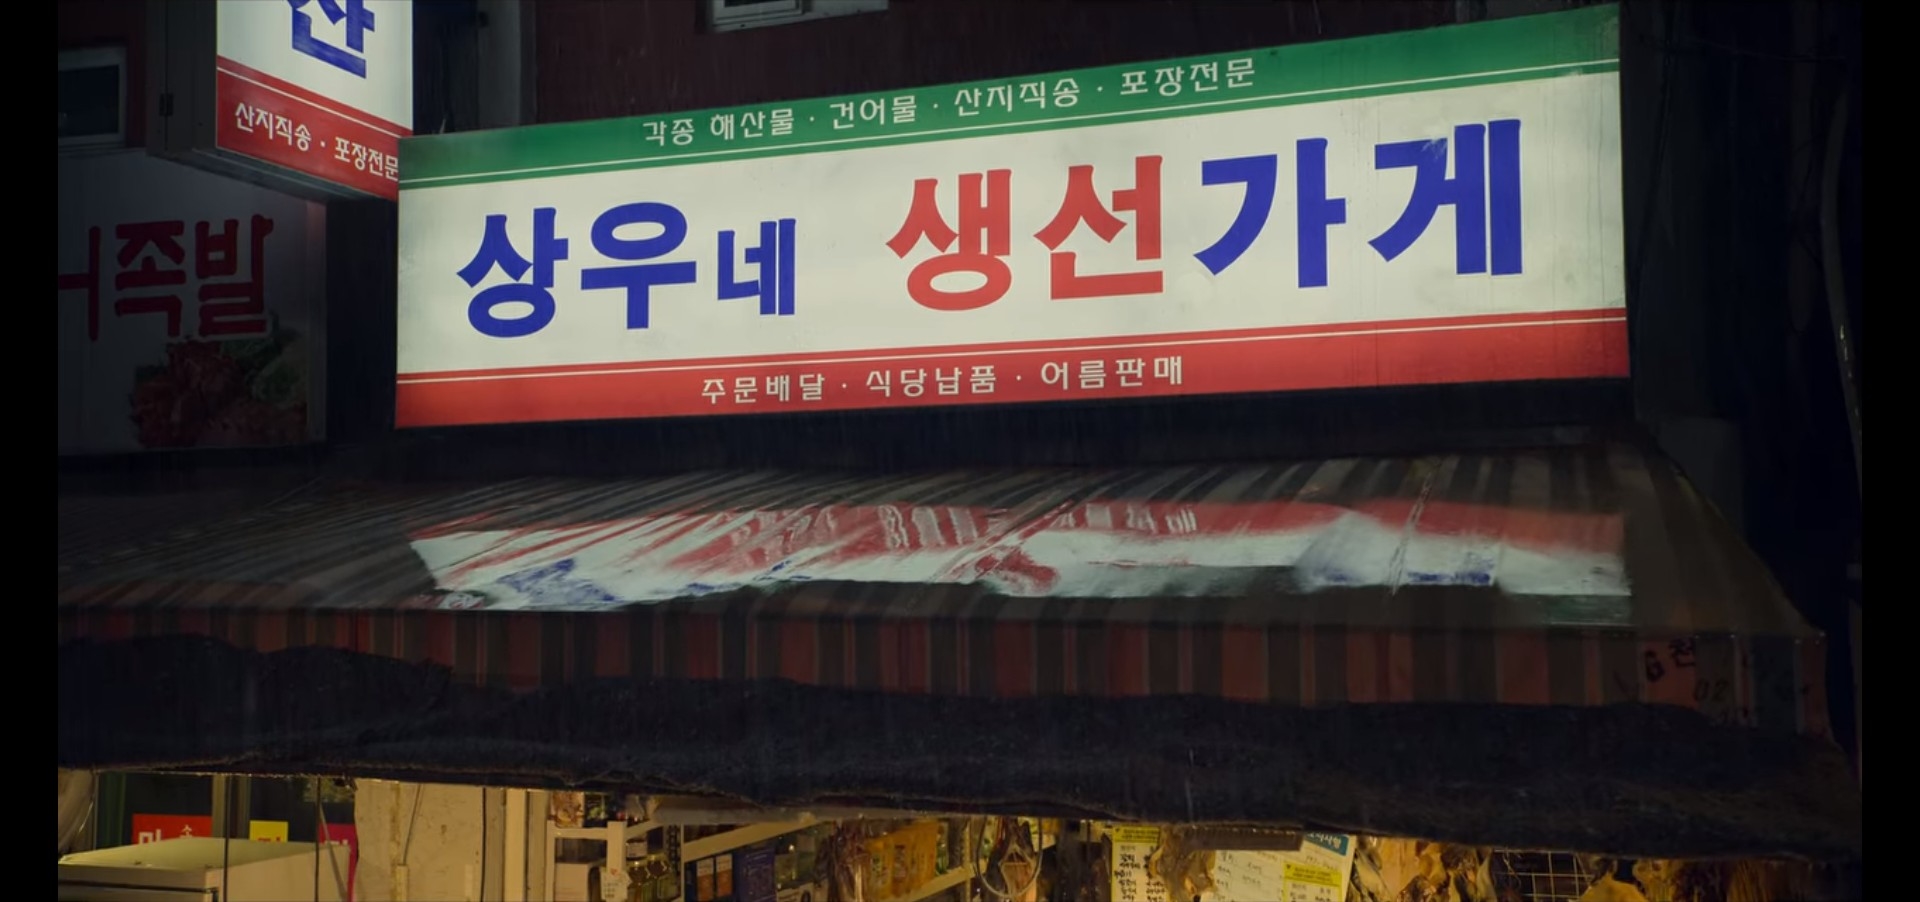 산
산지직송 · 포장전문
족발
각종 해산물 · 건어물 · 산지직송 · 포장전문
상우네 생선가게
주문배달 · 식당납품 · 어름판매